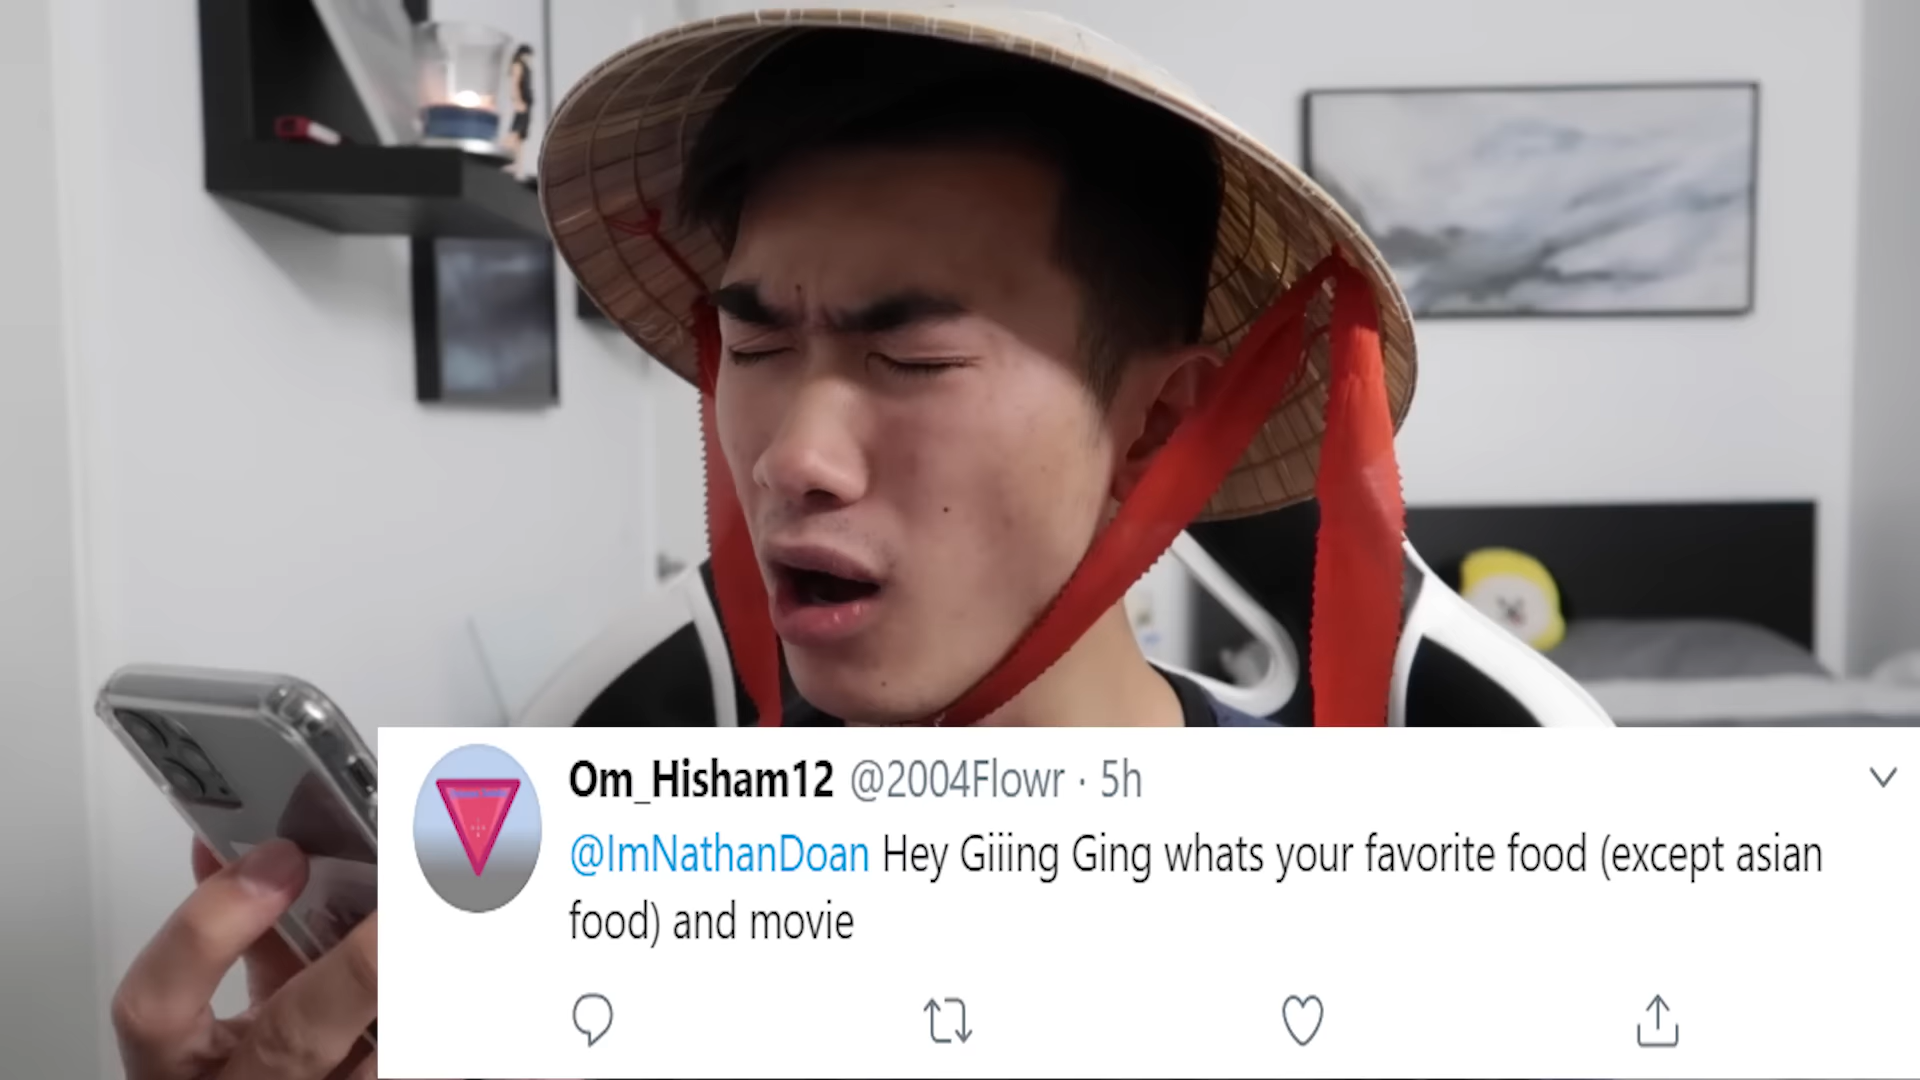 Om_Hisham12 @2004Flowr · 5h
@ImNathanDoan Hey Giiing Ging whats your favorite food (except asian
food) and movie